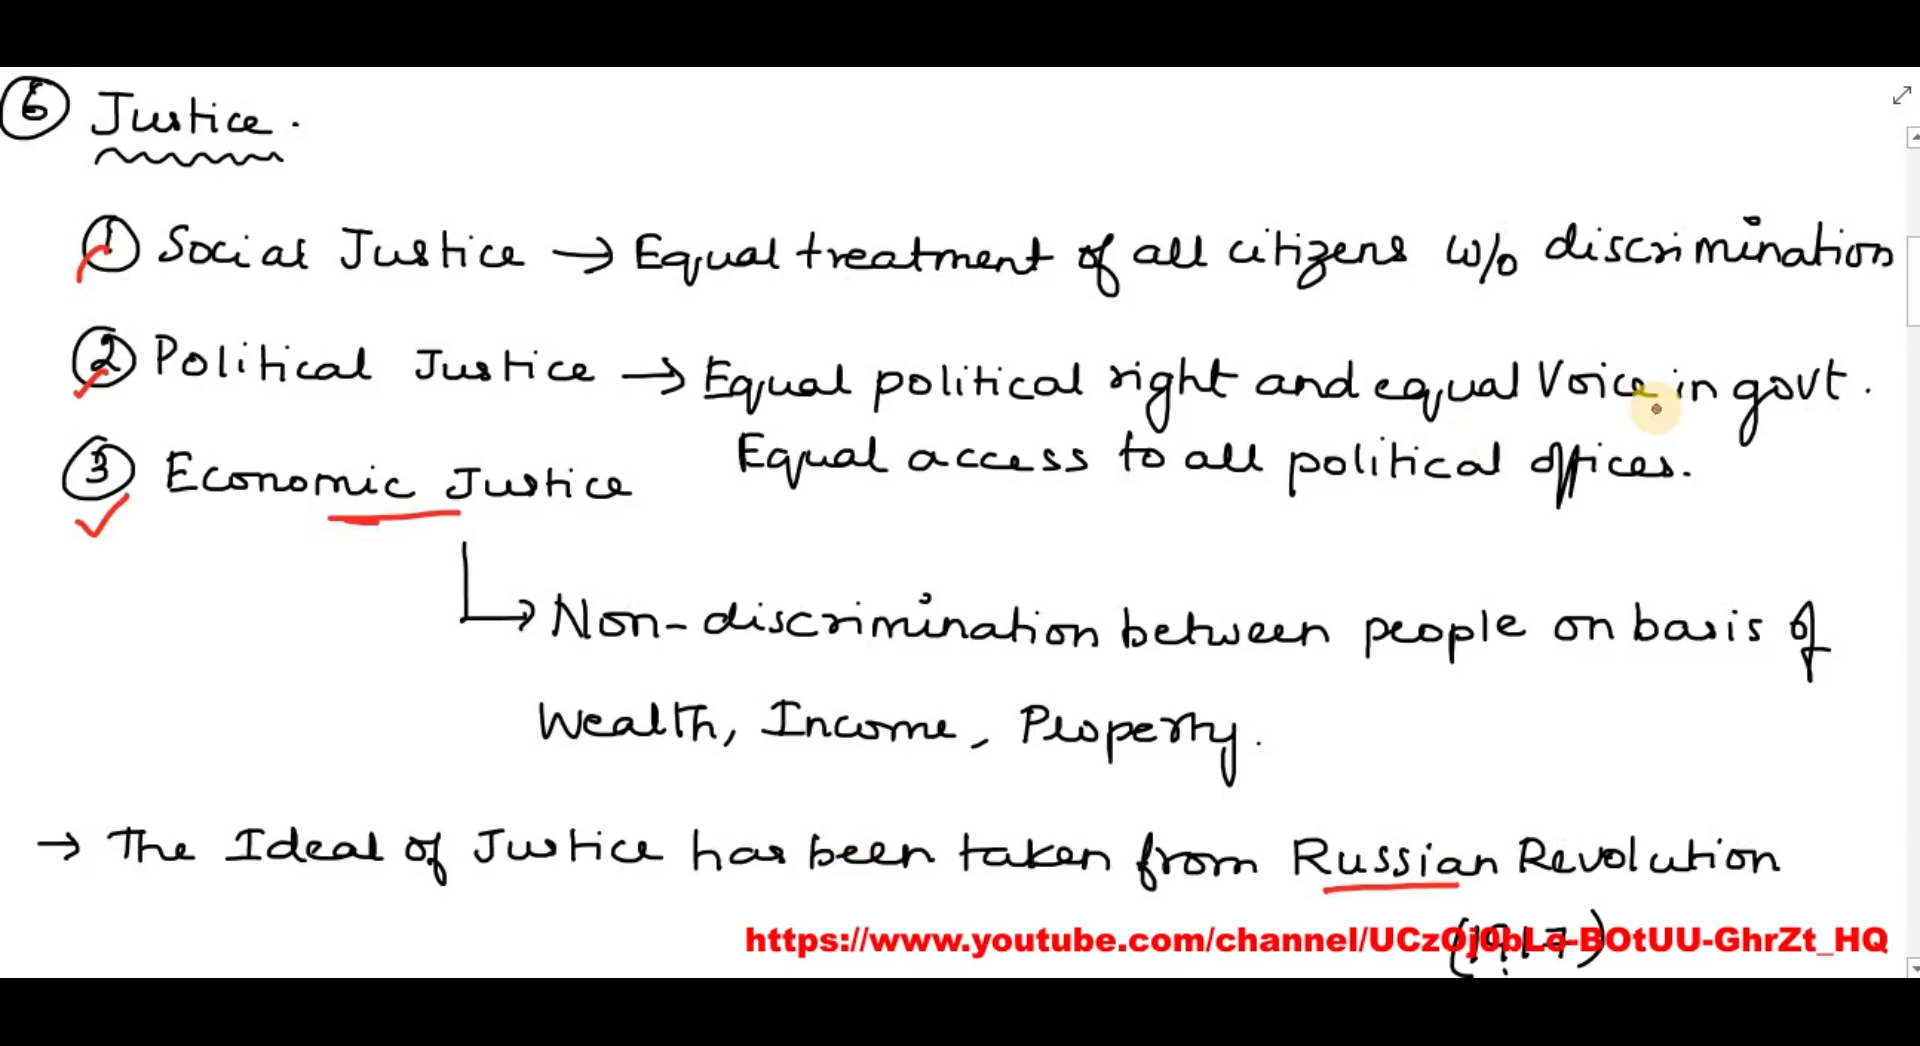 6 Justice.
1 Social Justice → Equal treatment of all citizens w/o discrimination
2 Political Justice → Equal political right and equal Voice in govt.
Equal access to all political offices.
3 Economic Justice
↳ Non-discrimination between people on basis of
Wealth, Income, Property.
→ The Ideal of Justice has been taken from Russian Revolution
(1917)
https://www.youtube.com/channel/